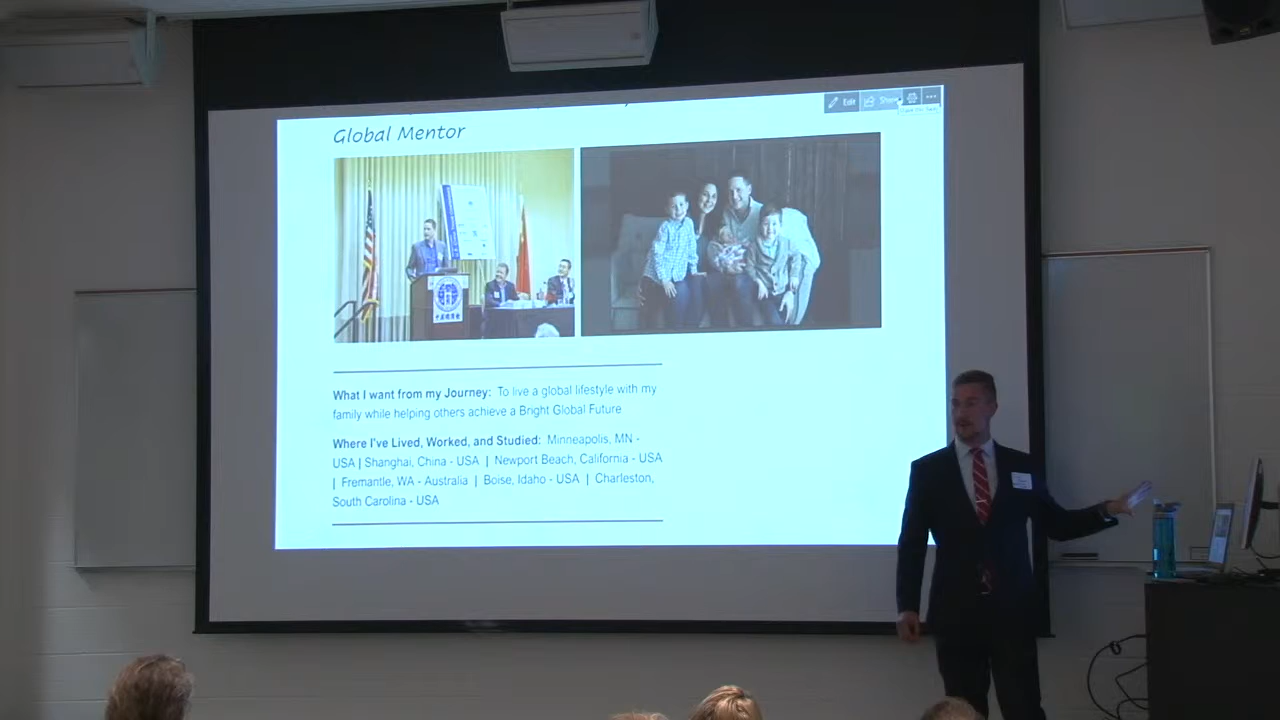 Edit
Share
Global Mentor
What I want from my Journey: To live a global lifestyle with my
family while helping others achieve a Bright Global Future
Where I've Lived, Worked, and Studied: Minneapolis, MN -
USA | Shanghai, China - USA | Newport Beach, California - USA
| Fremantle, WA - Australia | Boise, Idaho - USA | Charleston,
South Carolina - USA